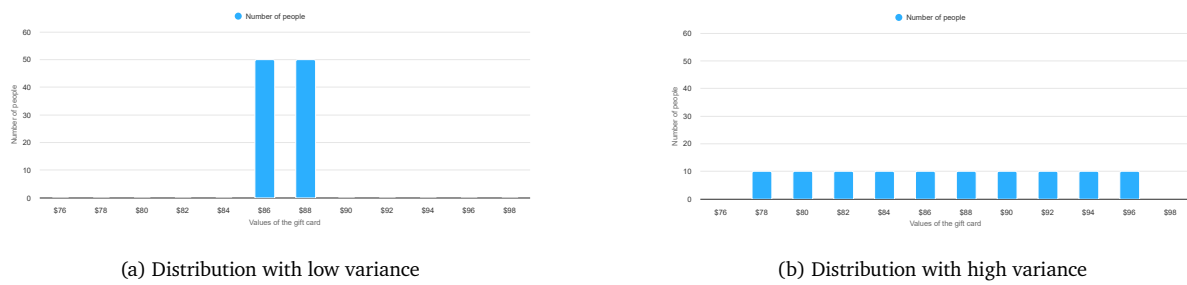 Number of people
60
50
40
30
20
10
0
Number of people
$76 $78 $80 $82 $84 $86 $88 $90 $92 $94 $96 $98
Values of the gift card
(a) Distribution with low variance
Number of people
60
50
40
30
20
10
0
Number of people
$76 $78 $80 $82 $84 $86 $88 $90 $92 $94 $96 $98
Values of the gift card
(b) Distribution with high variance